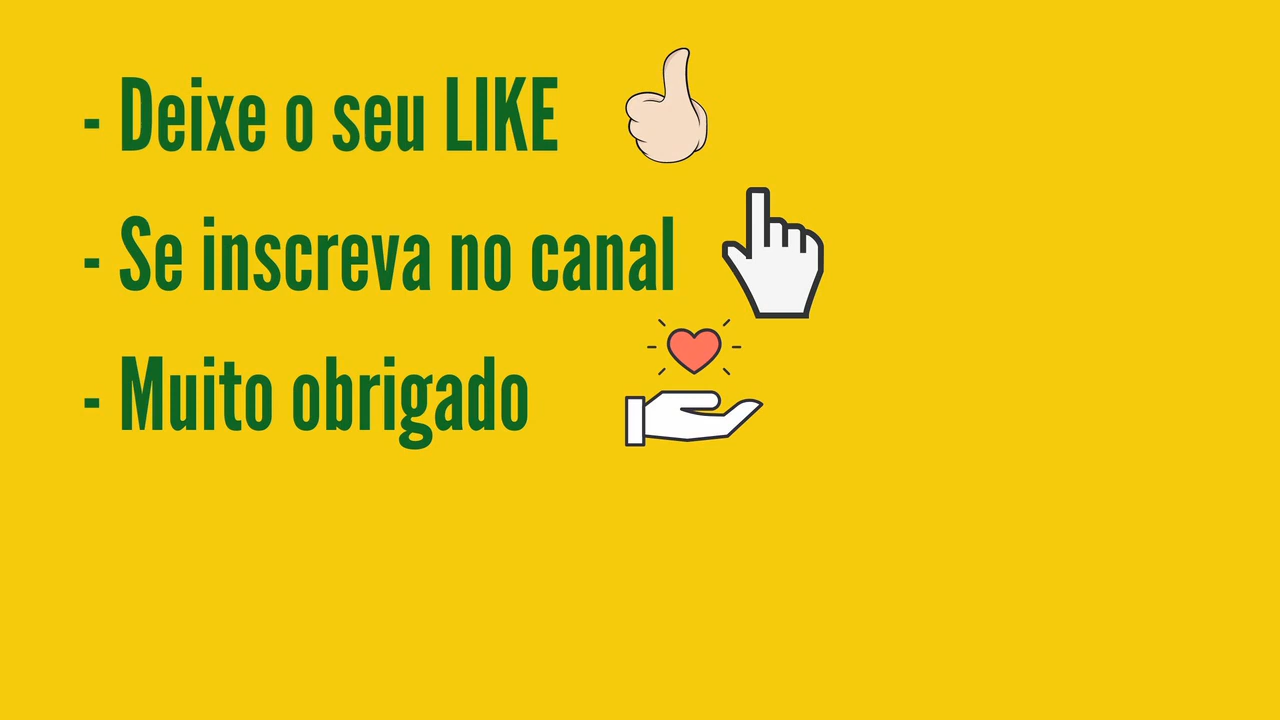 - Deixe o seu LIKE
- Se inscreva no canal
- Muito obrigado